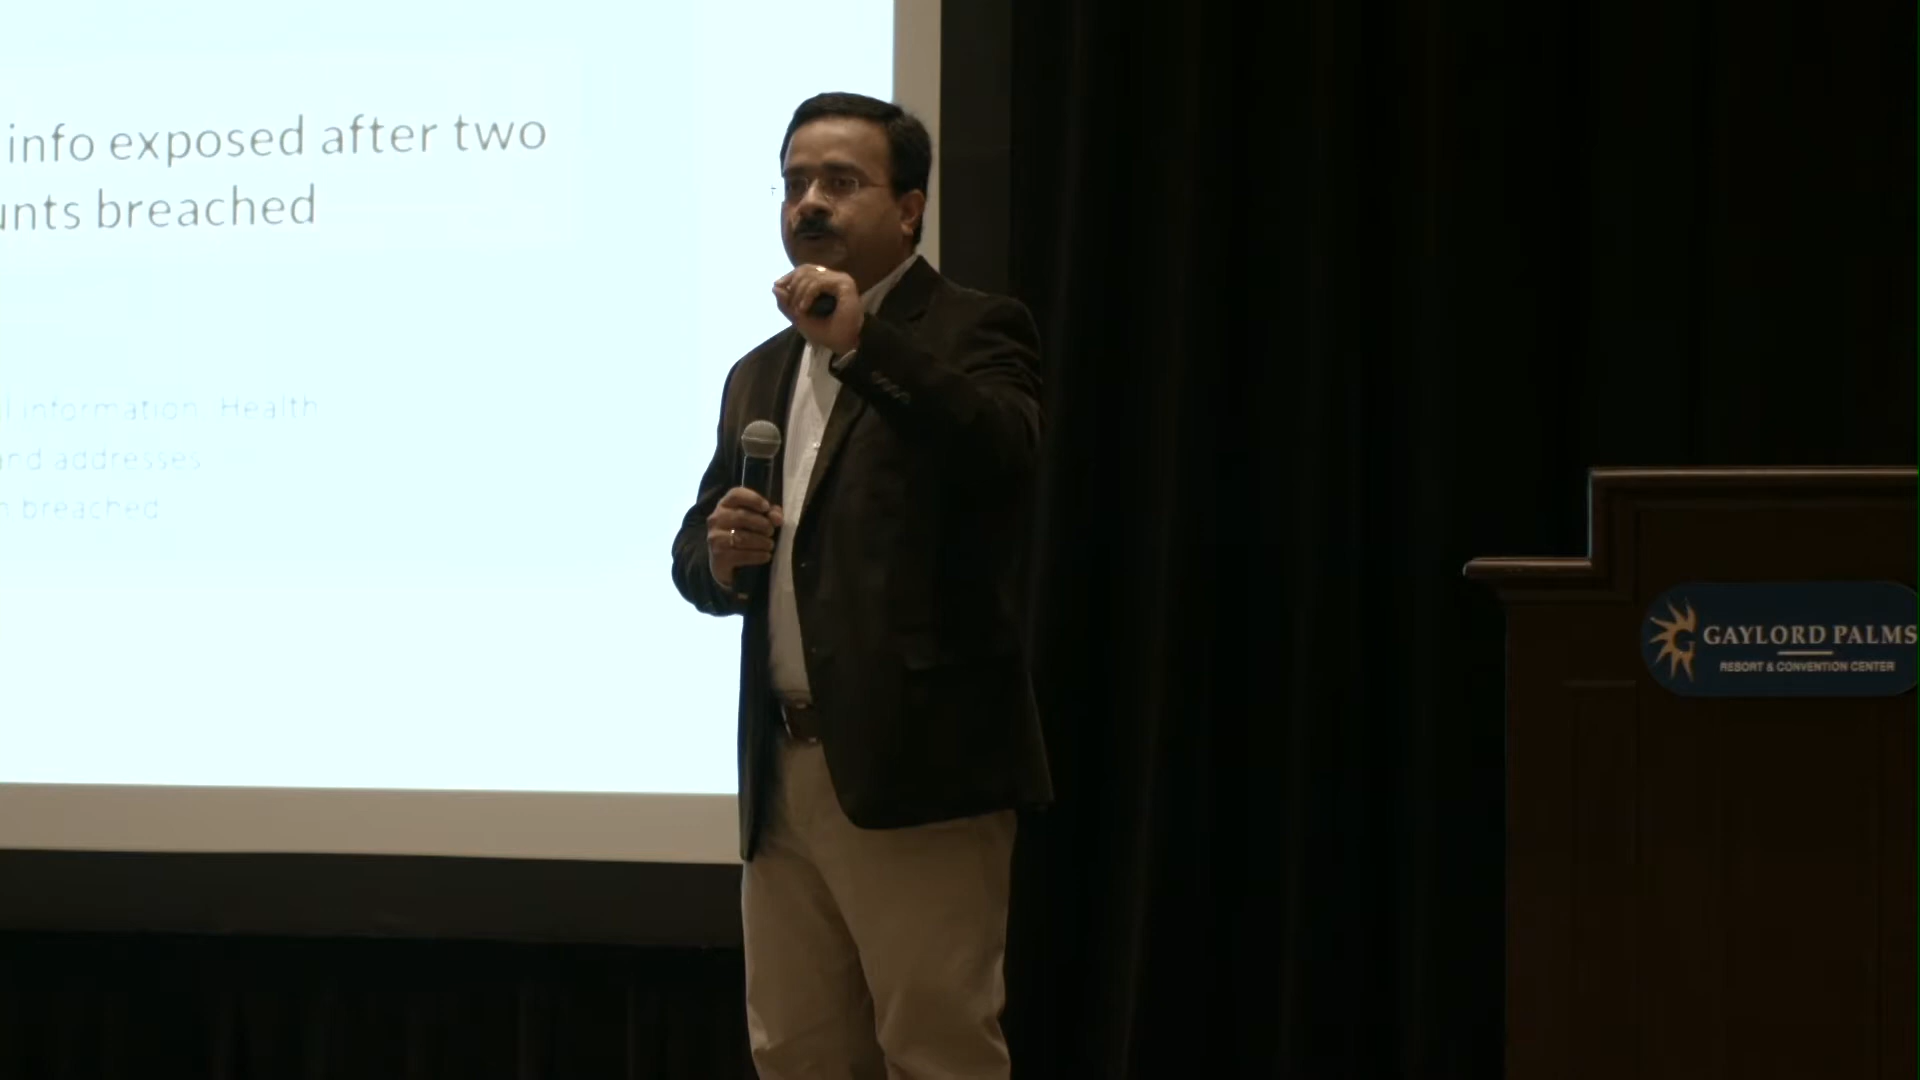 info exposed after two
unts breached
l information. Health
nd addresses
n breached
GAYLORD PALMS
RESORT & CONVENTION CENTER